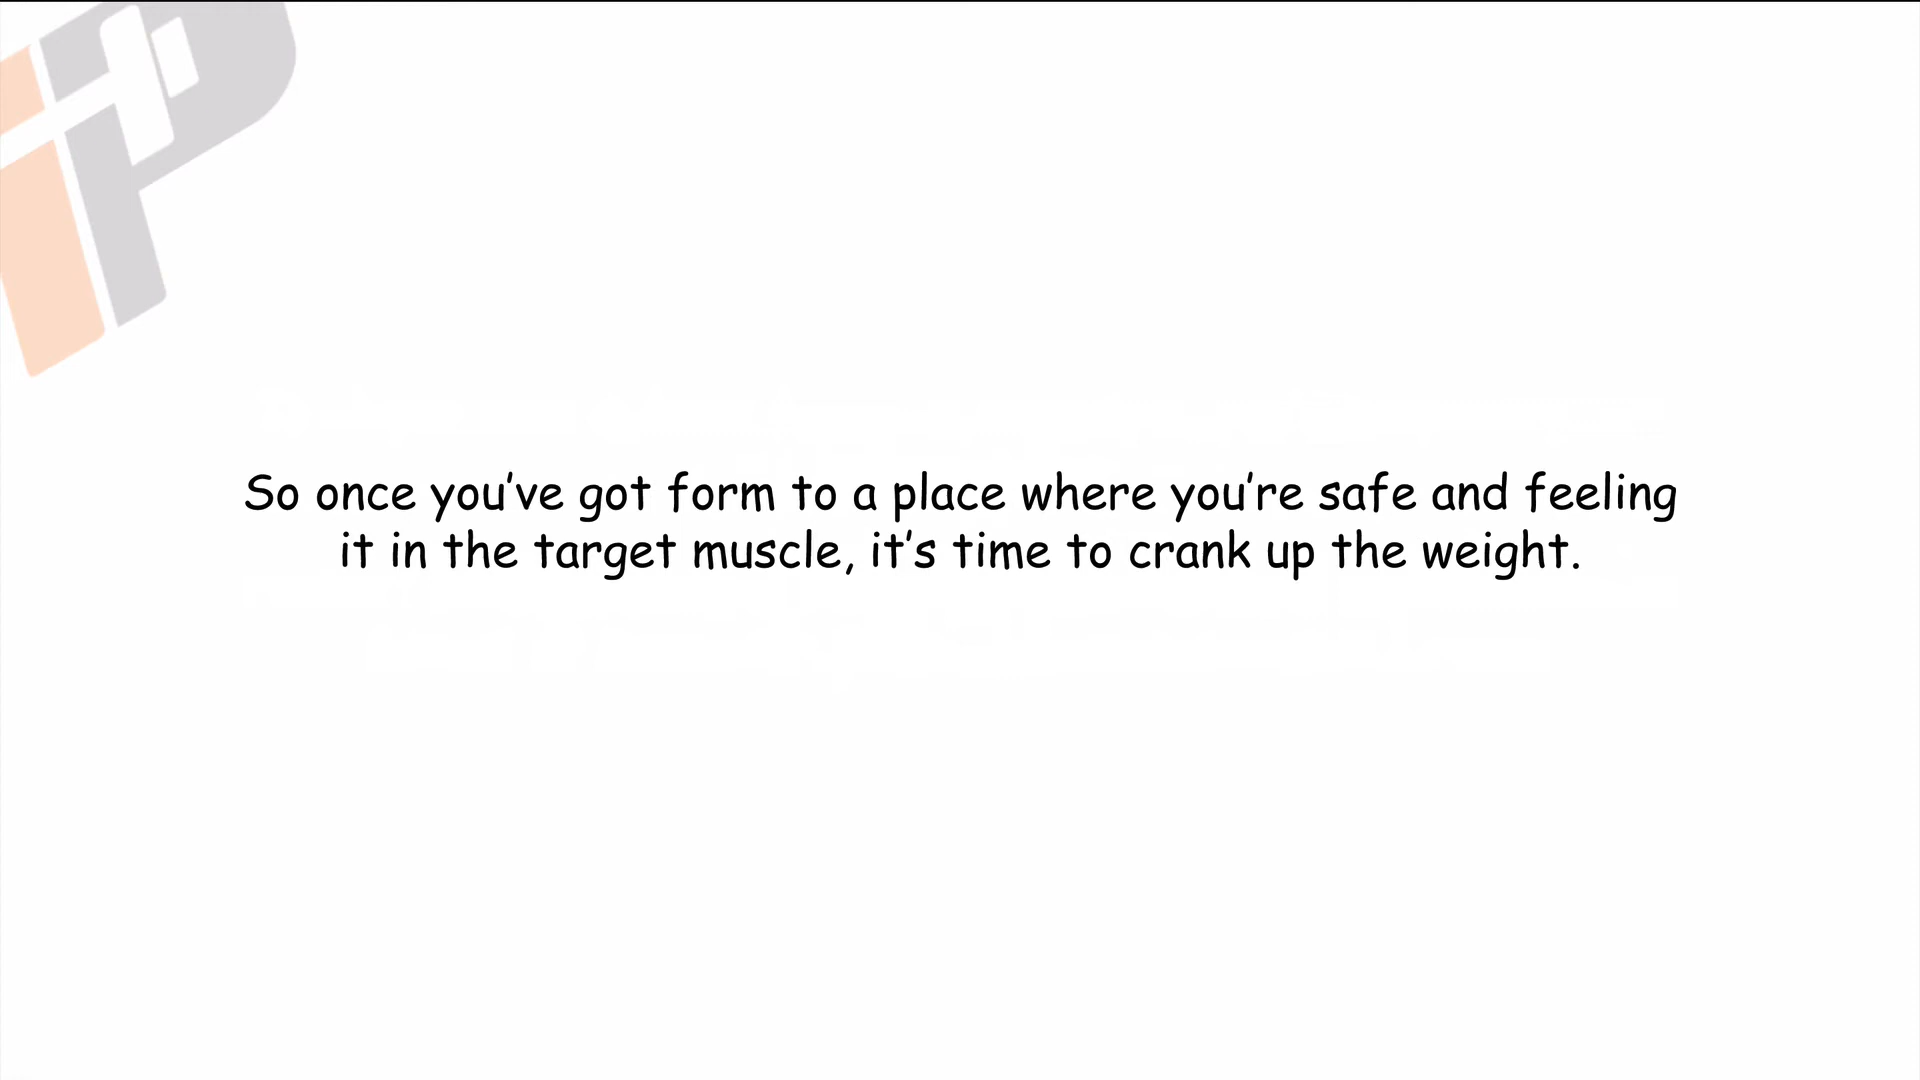 So once you’ve got form to a place where you’re safe and feeling
it in the target muscle, it’s time to crank up the weight.